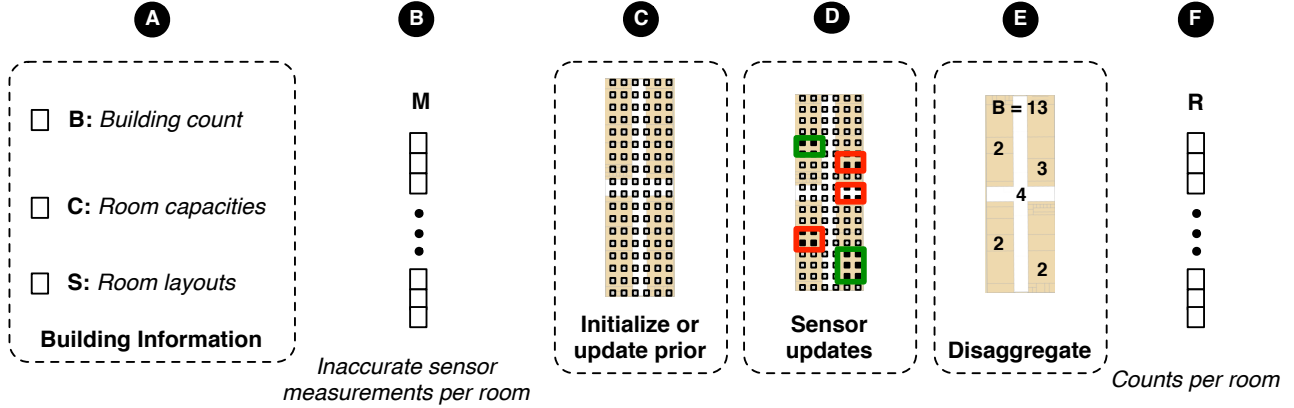 A
B
C
D
E
F
B: Building count
C: Room capacities
S: Room layouts
Building Information
M
Inaccurate sensor
measurements per room
Initialize or
update prior
Sensor
updates
B = 13
2
3
4
2
2
Disaggregate
R
Counts per room